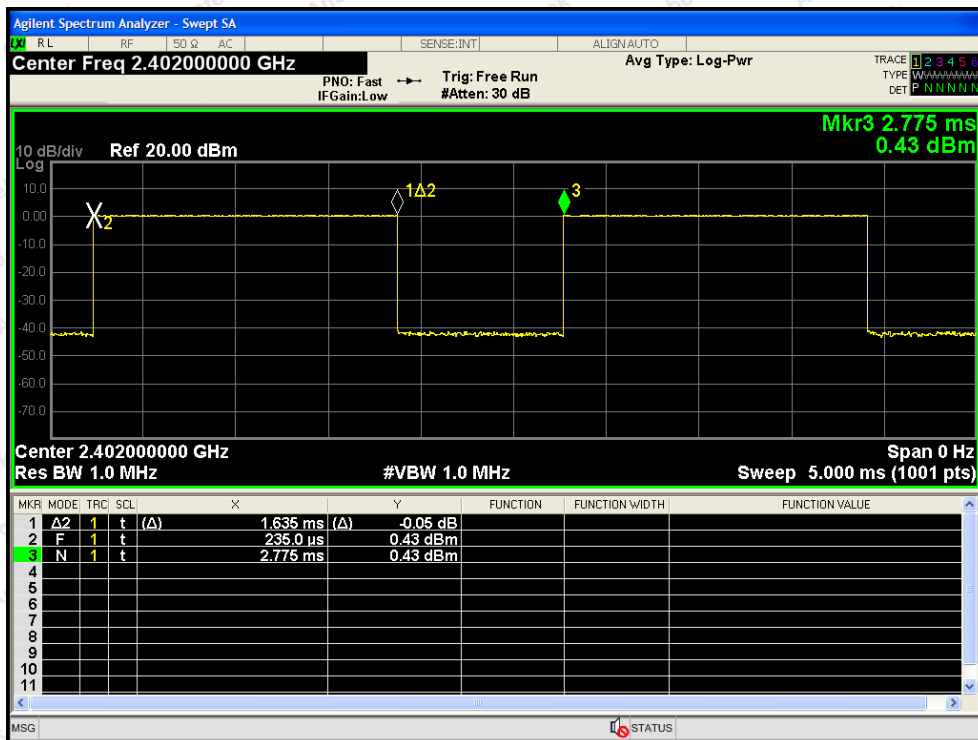 Agilent Spectrum Analyzer - Swept SA
LXI RL RF 50 Ω AC SENSE:INT ALIGNAUTO
Center Freq 2.402000000 GHz
PNO: Fast
IFGain:Low
Trig: Free Run
#Atten: 30 dB
Avg Type: Log-Pwr
TRACE 1 2 3 4 5 6
TYPE W
DET P N N N N N
Mkr3 2.775 ms
0.43 dBm
10 dB/div Ref 20.00 dBm
Log
10.0
0.00
-10.0
-20.0
-30.0
-40.0
-50.0
-60.0
-70.0
2
1Δ2
3
Center 2.402000000 GHz Span 0 Hz
Res BW 1.0 MHz #VBW 1.0 MHz Sweep 5.000 ms (1001 pts)
MKR MODE TRC SCL X Y FUNCTION FUNCTION WIDTH FUNCTION VALUE
1 Δ2 1 t (Δ) 1.635 ms (Δ) -0.05 dB
2 F 1 t 235.0 µs 0.43 dBm
3 N 1 t 2.775 ms 0.43 dBm
4
5
6
7
8
9
10
11
MSG STATUS